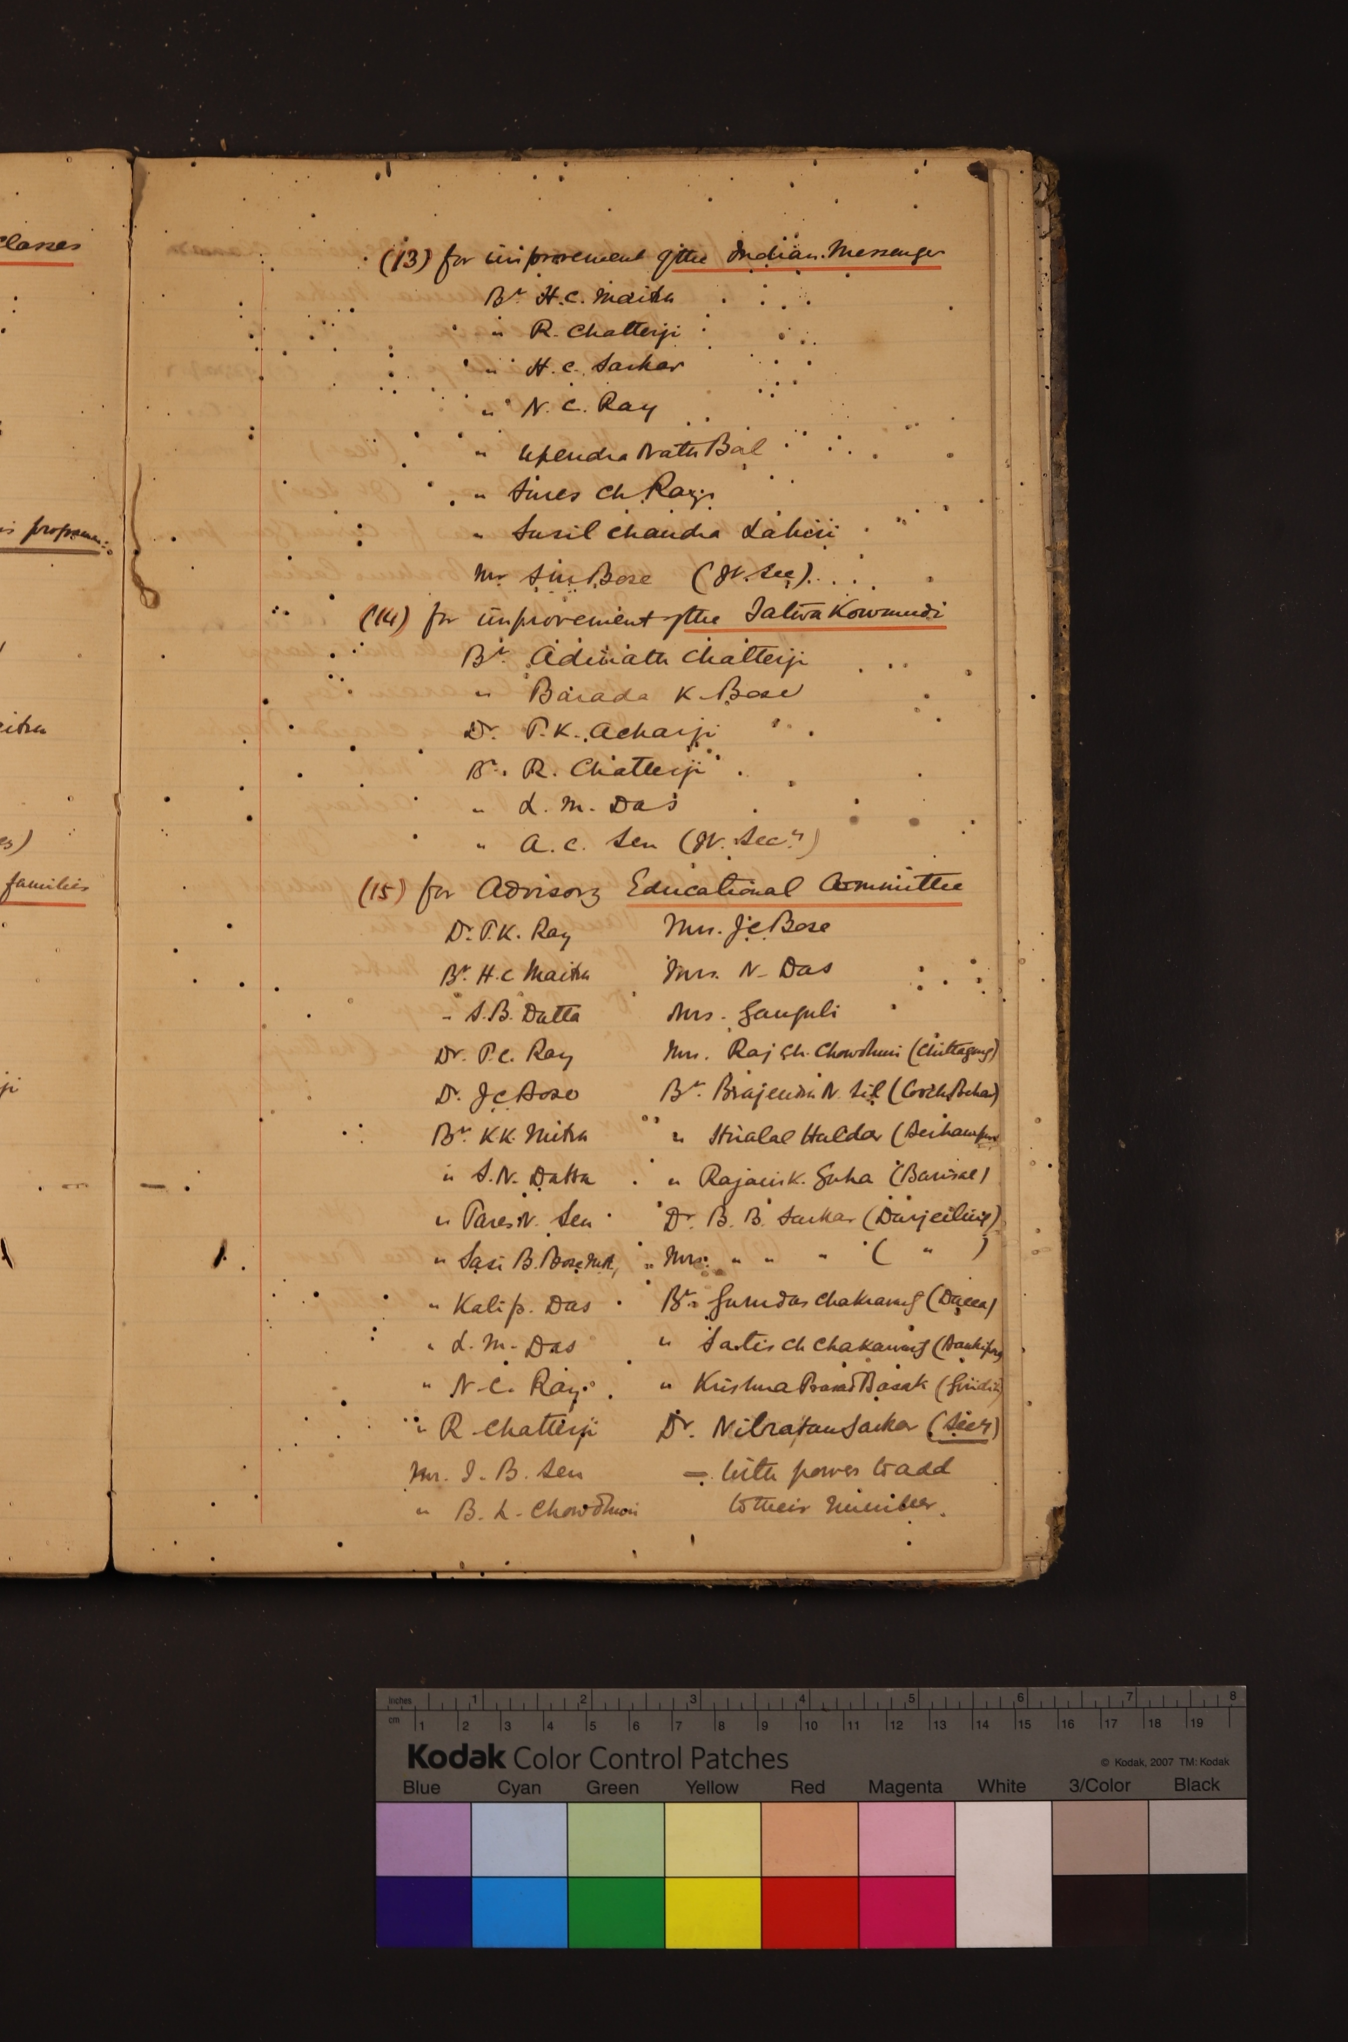 classes
families
(13) for improvement of the Indian Messenger
Br. H. C. Maitra
" R. Chatterji
" H. C. Sarkar
" N. C. Ray
" Upendra Nath Bal
" Sures Ch Ray
" Susil Chandra Lahiri
Mr Bose (Jt. Sec)
(14) for improvement of the Tatwa Kowmudi
Br. Adinath Chatterji
" Barada K. Bose
Dr. P. K. Acharji
Br. R. Chatterji
" L. M. Das
" A. C. Sen (Jt. Secy)
(15) for Advisory Educational Committee
Dr. P. K. Ray Mrs. J C Bose
Br. H. C Maitra Mrs. N. Das
" S. B. Datta Mrs. Ganguli
Dr. P. C. Ray Mrs. Raj Ch. Chowdhuri (Chittagong)
Dr. J C Bose Br. Brajendra N. Sil (Cooch Behar)
Br. K K. Mitra " Hiralal Haldar (Berhampur
" S. N. Datta " Rajani K. Guha (Barisal)
" Pares N. Sen Dr. B. B. Sarkar (Darjeeling)
" Sasi B. Bose " Mrs. " " " ( " )
" Kali p. Das Br. Gurudas Chakravarty (Dacca)
" L. M. Das " Satis Ch Chakravarty (Bankipur
" N. C. Ray " Krishna Prasad Basak (Giridih)
" R Chatterji Dr. Nilratan Sarkar (Secy)
Mr. I. B. Sen — with power to add
" B. L. Chowdhuri to their number.
inches 1 2 3 4 5 6 7 8
cm 1 2 3 4 5 6 7 8 9 10 11 12 13 14 15 16 17 18 19
Kodak Color Control Patches © Kodak, 2007 TM: Kodak
Blue Cyan Green Yellow Red Magenta White 3/Color Black